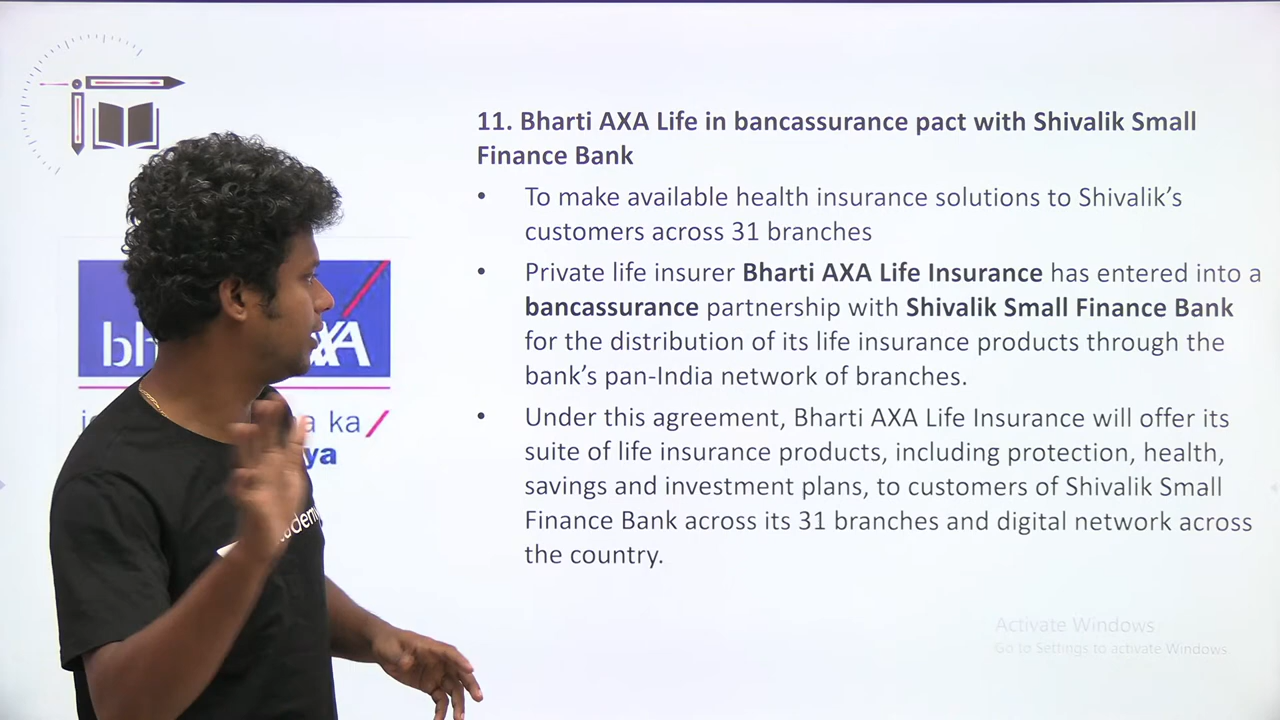 11. Bharti AXA Life in bancassurance pact with Shivalik Small
Finance Bank
• To make available health insurance solutions to Shivalik's
customers across 31 branches
• Private life insurer Bharti AXA Life Insurance has entered into a
bancassurance partnership with Shivalik Small Finance Bank
for the distribution of its life insurance products through the
bank's pan-India network of branches.
• Under this agreement, Bharti AXA Life Insurance will offer its
suite of life insurance products, including protection, health,
savings and investment plans, to customers of Shivalik Small
Finance Bank across its 31 branches and digital network across
the country.
AXA
ka
Activate Windows
Go to Settings to activate Windows